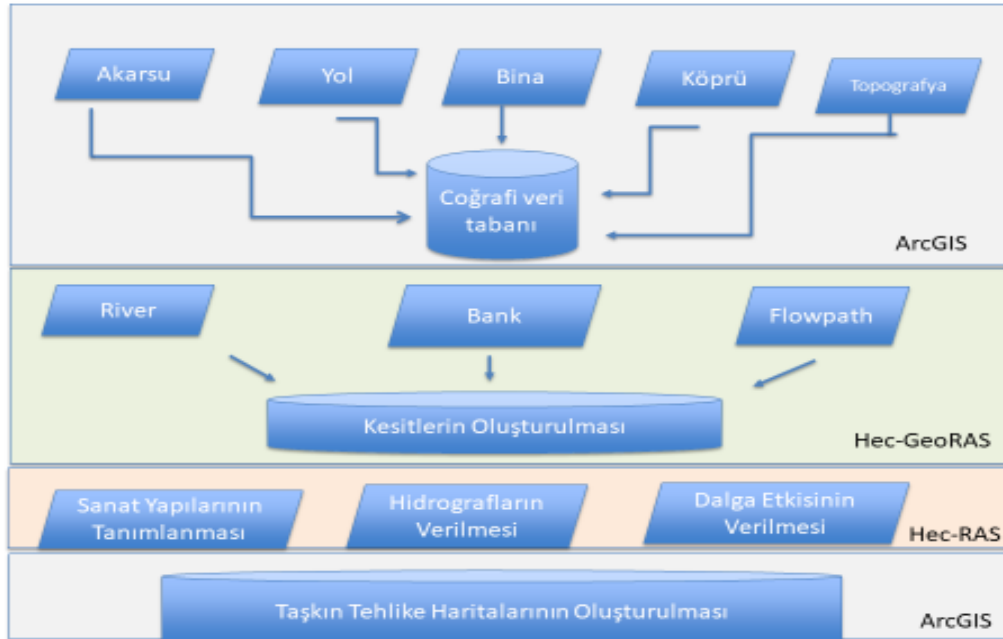 Akarsu
Yol
Bina
Köprü
Topografya
Coğrafi veri
tabanı
ArcGIS
River
Bank
Flowpath
Kesitlerin Oluşturulması
Hec-GeoRAS
Sanat Yapılarının
Tanımlanması
Hidrografların
Verilmesi
Dalga Etkisinin
Verilmesi
Hec-RAS
Taşkın Tehlike Haritalarının Oluşturulması
ArcGIS